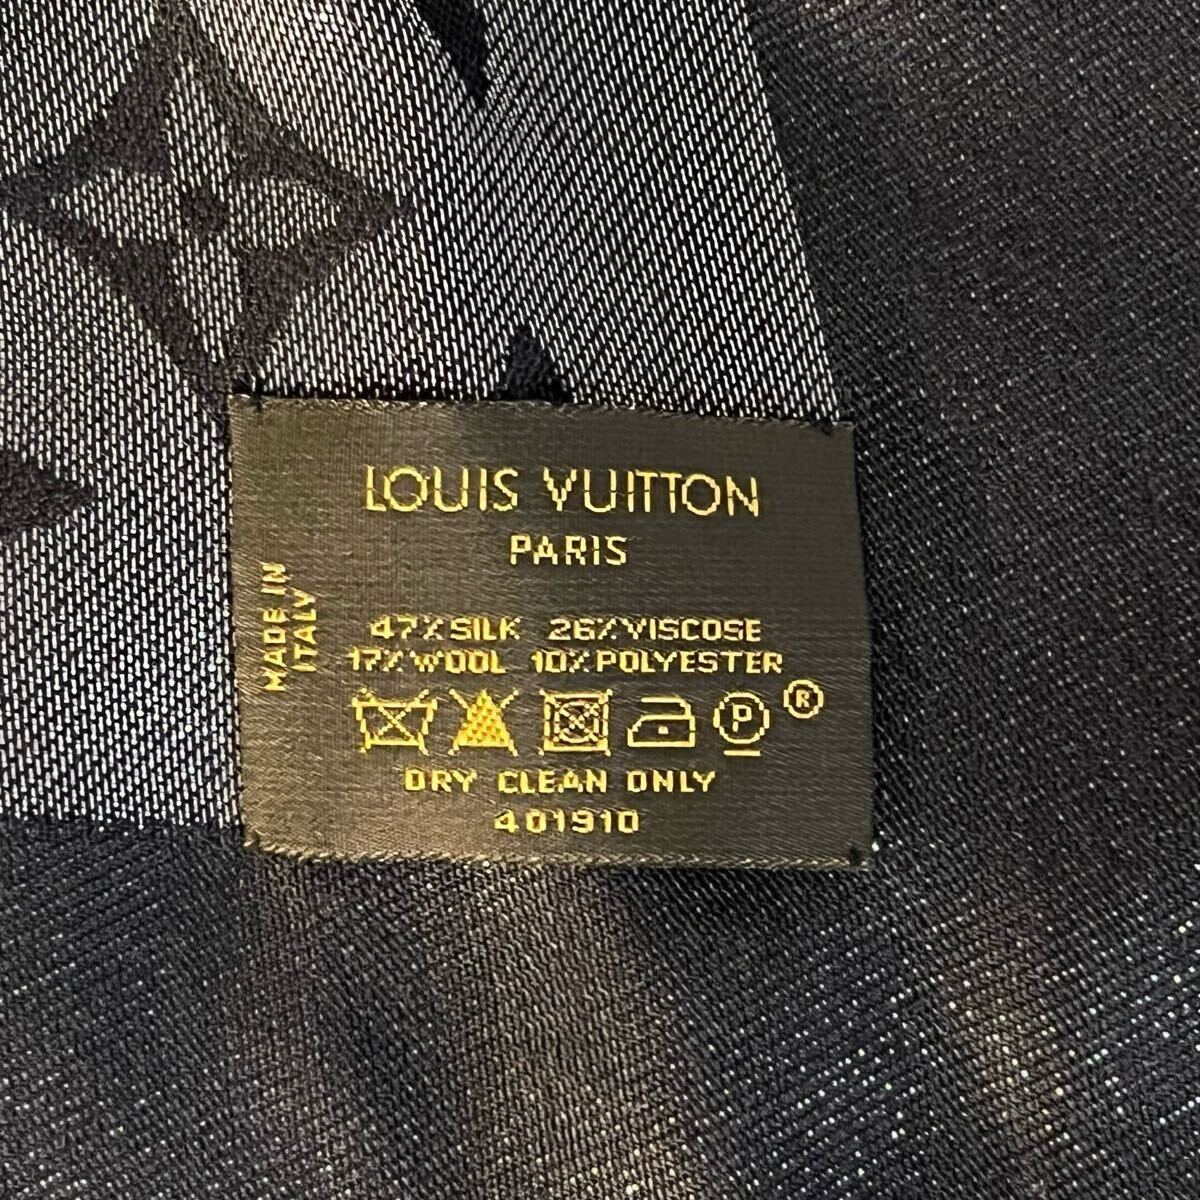 LOUIS VUITTON
PARIS
MADE IN
ITALY
47% SILK 26% VISCOSE
17% WOOL 10% POLYESTER
P ®
DRY CLEAN ONLY
401910